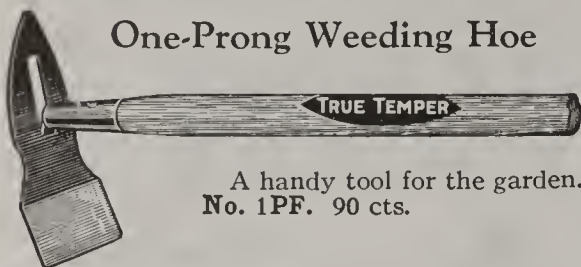 One-Prong Weeding Hoe
TRUE TEMPER
A handy tool for the garden.
No. 1PF. 90 cts.